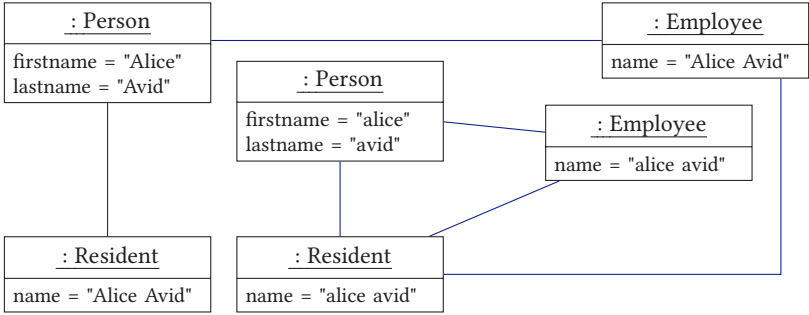 : Person
firstname = "Alice"
lastname = "Avid"
: Employee
name = "Alice Avid"
: Person
firstname = "alice"
lastname = "avid"
: Employee
name = "alice avid"
: Resident
name = "Alice Avid"
: Resident
name = "alice avid"